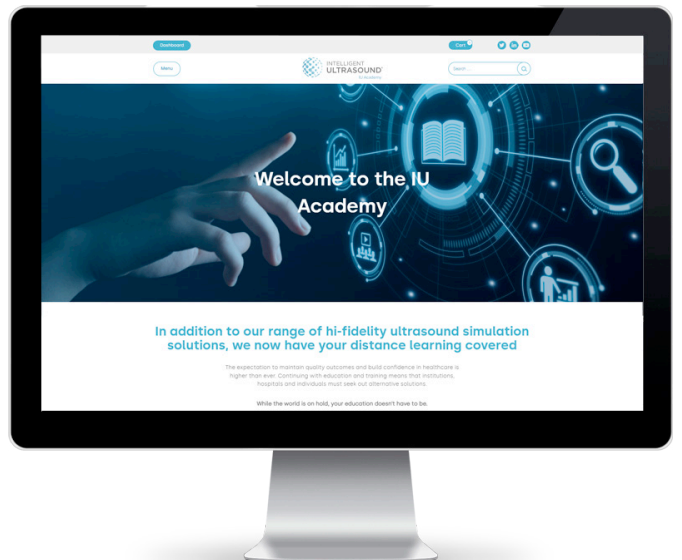 Dashboard
Cart
Menu
INTELLIGENT
ULTRASOUND
IU Academy
Search ...
Welcome to the IU
Academy
In addition to our range of hi-fidelity ultrasound simulation
solutions, we now have your distance learning covered
The expectation to maintain quality outcomes and build confidence in healthcare is
higher than ever. Continuing with education and training means that institutions,
hospitals and individuals must seek out alternative solutions.
While the world is on hold, your education doesn't have to be.